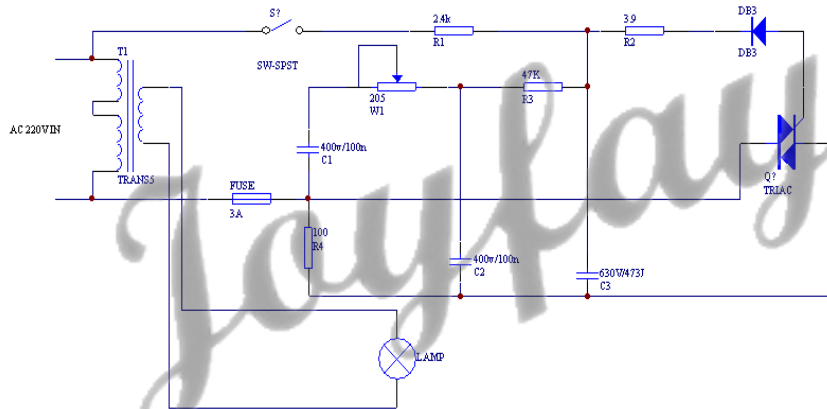 S?
SW-SPST
2.4k
R1
3.9
R2
DB3
DB3
T1
TRANS5
AC 220VIN
205
W1
47K
R3
400v/100n
C1
FUSE
3A
100
R4
Q?
TRIAC
400v/100n
C2
630V/473J
C3
LAMP
Joyfay